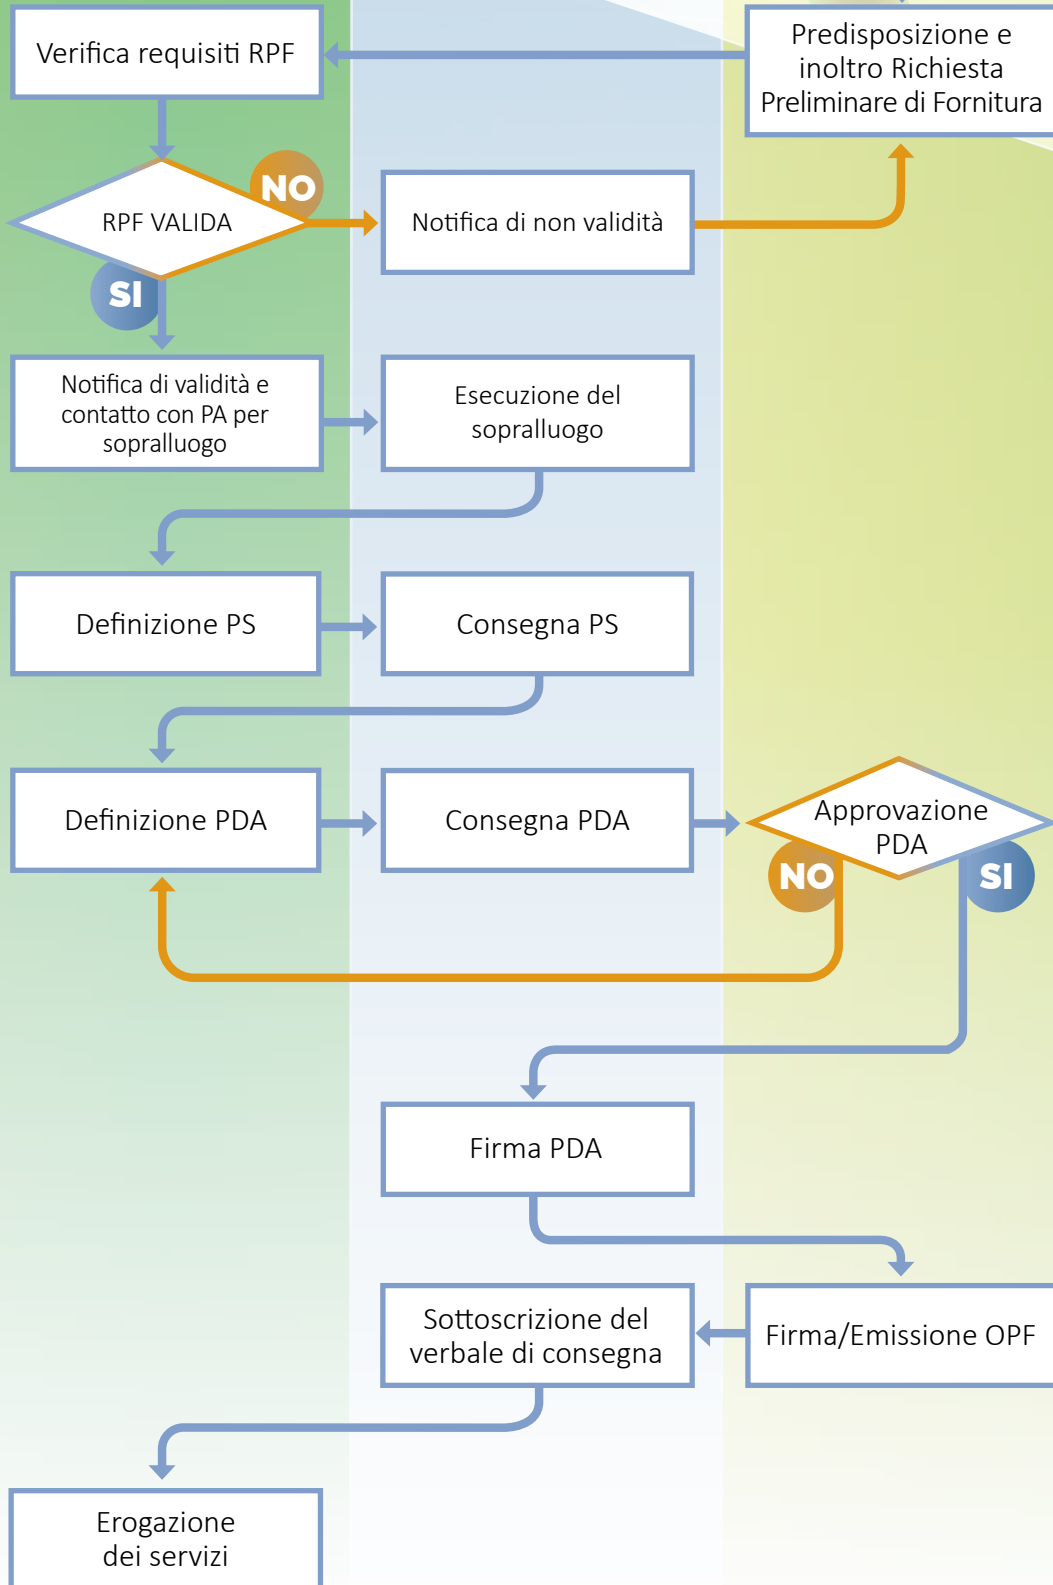 Verifica requisiti RPF
Predisposizione e
inoltro Richiesta
Preliminare di Fornitura
NO
RPF VALIDA
Notifica di non validità
SI
Notifica di validità e
contatto con PA per
sopralluogo
Esecuzione del
sopralluogo
Definizione PS
Consegna PS
Definizione PDA
Consegna PDA
Approvazione
PDA
NO
SI
Firma PDA
Sottoscrizione del
verbale di consegna
Firma/Emissione OPF
Erogazione
dei servizi